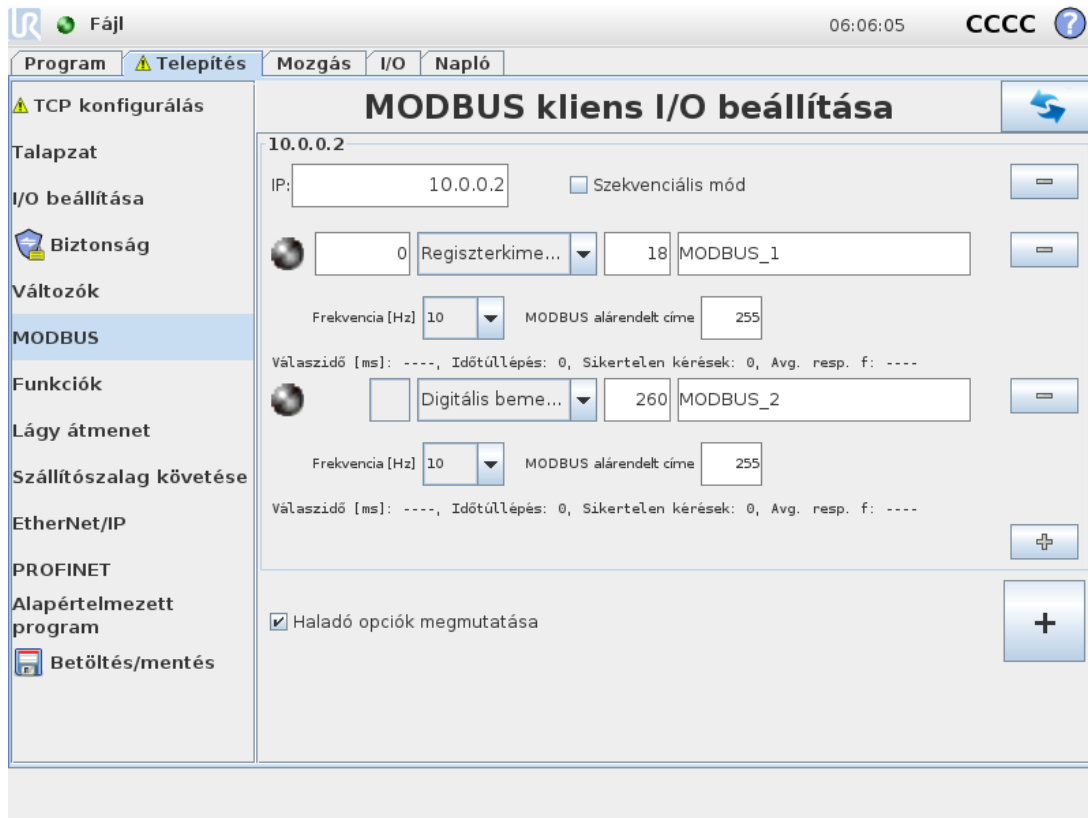 UR Fájl 06:06:05 CCCC ?
Program Telepítés Mozgás I/O Napló
TCP konfigurálás
Talapzat
I/O beállítása
Biztonság
Változók
MODBUS
Funkciók
Lágy átmenet
Szállítószalag követése
EtherNet/IP
PROFINET
Alapértelmezett
program
Betöltés/mentés
MODBUS kliens I/O beállítása
10.0.0.2
IP: 10.0.0.2 Szekvenciális mód
0 Regiszterkime... 18 MODBUS_1
Frekvencia [Hz] 10 MODBUS alárendelt címe 255
Válaszidő [ms]: ----, Időtúllépés: 0, Sikertelen kérések: 0, Avg. resp. f: ----
Digitális beme... 260 MODBUS_2
Frekvencia [Hz] 10 MODBUS alárendelt címe 255
Válaszidő [ms]: ----, Időtúllépés: 0, Sikertelen kérések: 0, Avg. resp. f: ----
Haladó opciók megmutatása